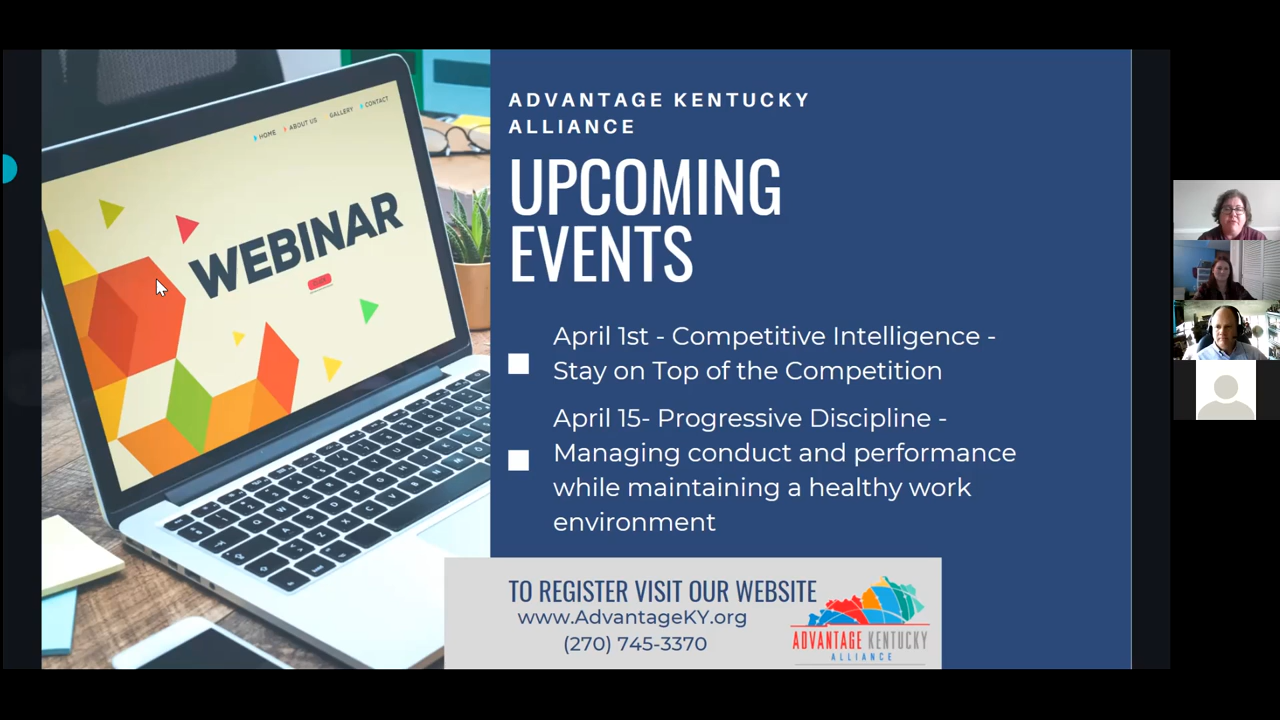 HOME
ABOUT US
GALLERY
CONTACT
WEBINAR
ADVANTAGE KENTUCKY
ALLIANCE
UPCOMING
EVENTS
April 1st - Competitive Intelligence -
Stay on Top of the Competition
April 15- Progressive Discipline -
Managing conduct and performance
while maintaining a healthy work
environment
TO REGISTER VISIT OUR WEBSITE
www.AdvantageKY.org
(270) 745-3370
ADVANTAGE KENTUCKY
ALLIANCE